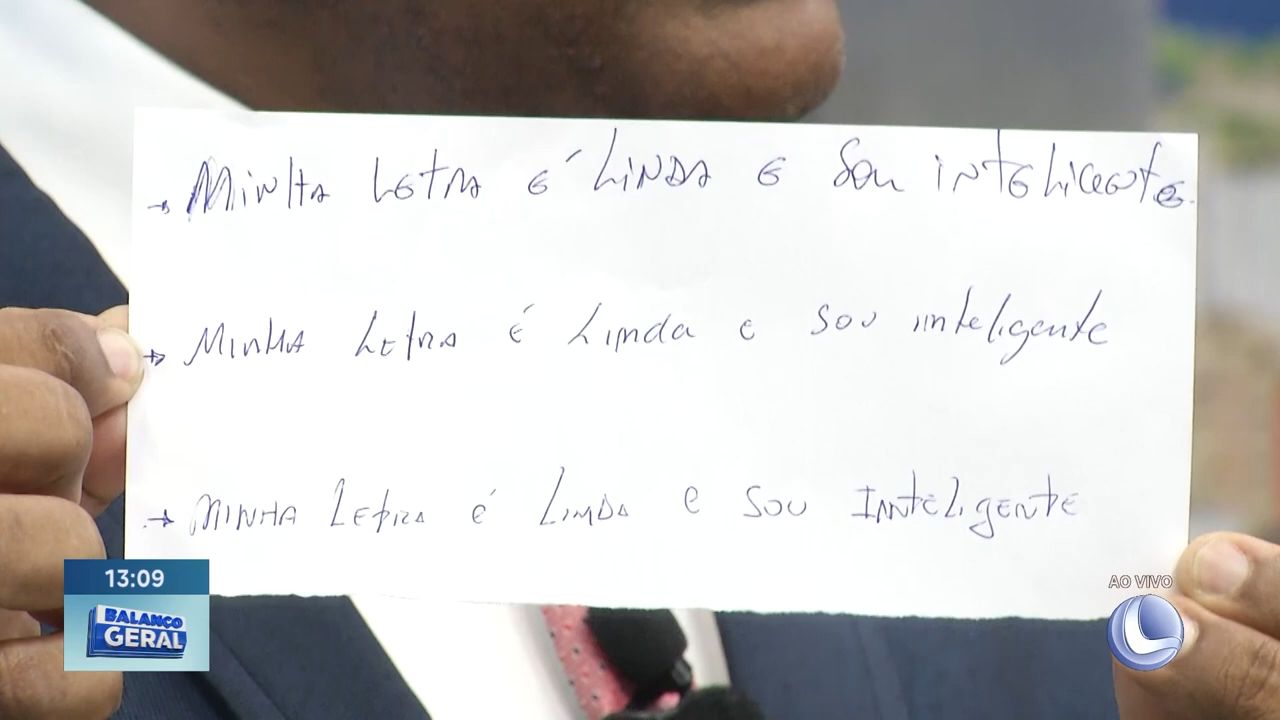 → MINHA LETRA É LINDA E SOU INTELIGENTE.
→ MINHA LETRA É Linda e sou inteligente
→ MINHA LETRA É LINDA e SOU INTELIGENTE
13:09
BALANÇO
GERAL
AO VIVO